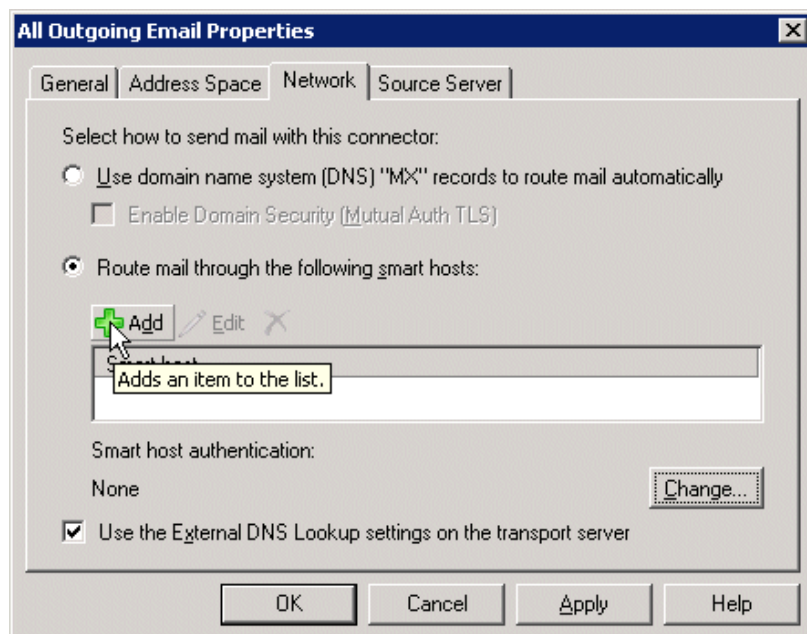 All Outgoing Email Properties
General Address Space Network Source Server
Select how to send mail with this connector:
Use domain name system (DNS) "MX" records to route mail automatically
Enable Domain Security (Mutual Auth TLS)
Route mail through the following smart hosts:
Add Edit
Smart host
Adds an item to the list.
Smart host authentication:
None Change...
Use the External DNS Lookup settings on the transport server
OK Cancel Apply Help